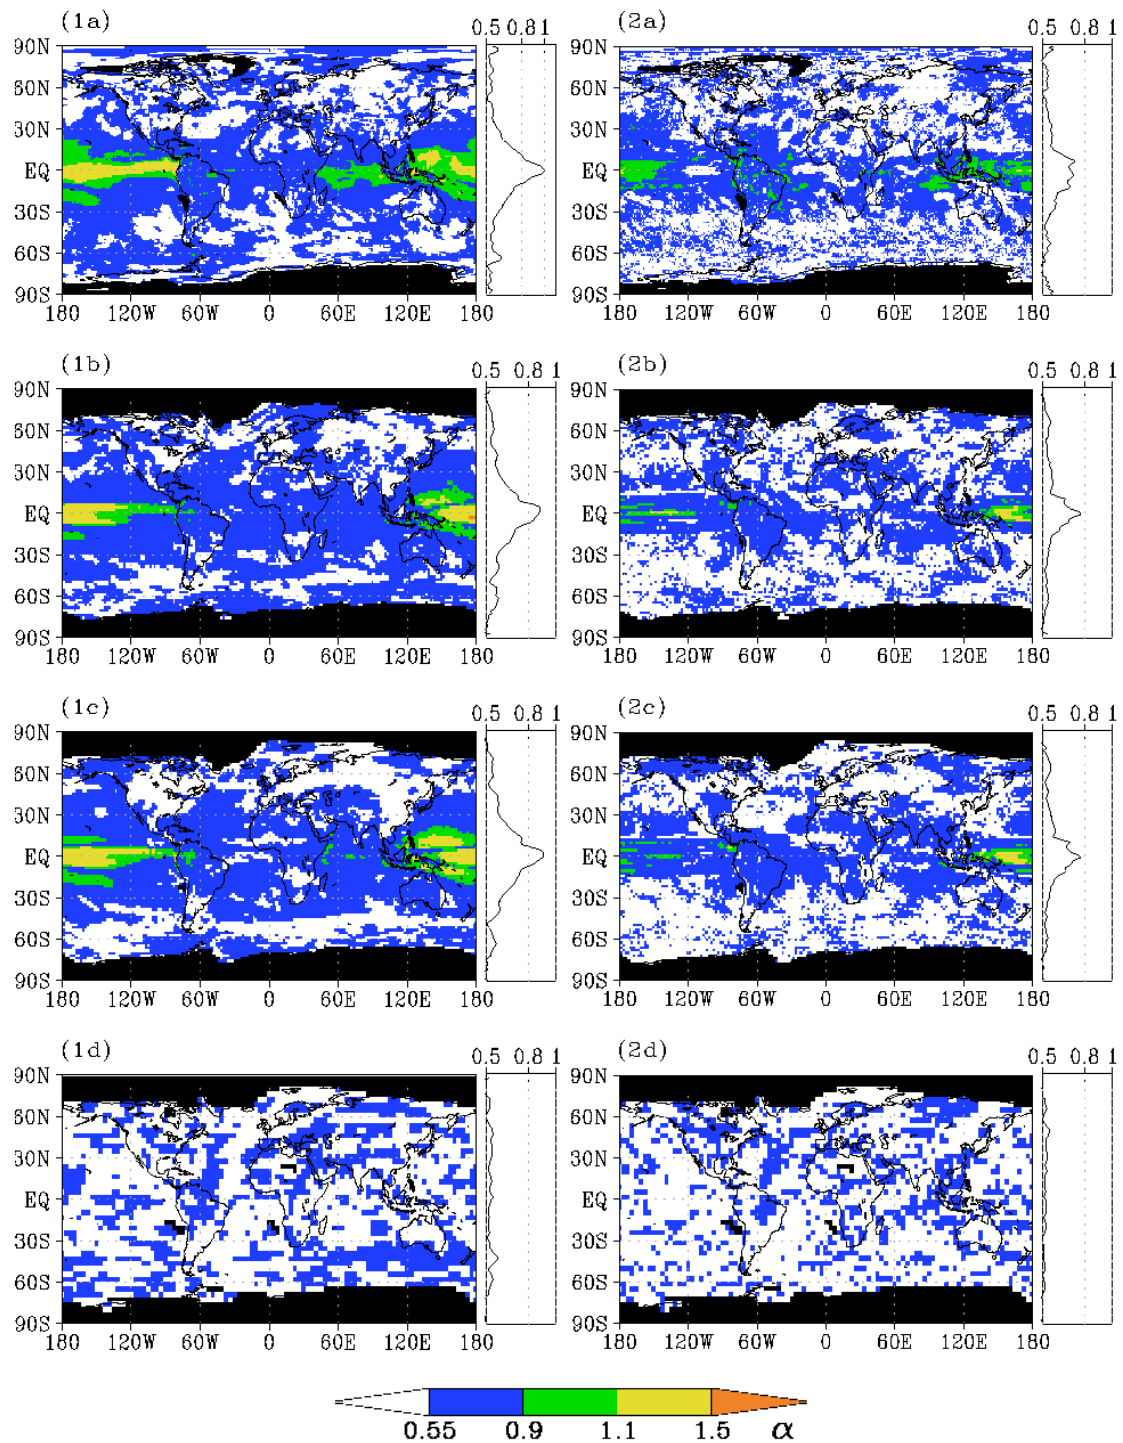 (1a) 0.5 0.8 1 (2a) 0.5 0.8 1
90N 90N
60N 60N
30N 30N
EQ EQ
30S 30S
60S 60S
90S 90S
180 120W 60W 0 60E 120E 180 180 120W 60W 0 60E 120E 180
(1b) 0.5 0.8 1 (2b) 0.5 0.8 1
90N 90N
60N 60N
30N 30N
EQ EQ
30S 30S
60S 60S
90S 90S
180 120W 60W 0 60E 120E 180 180 120W 60W 0 60E 120E 180
(1c) 0.5 0.8 1 (2c) 0.5 0.8 1
90N 90N
60N 60N
30N 30N
EQ EQ
30S 30S
60S 60S
90S 90S
180 120W 60W 0 60E 120E 180 180 120W 60W 0 60E 120E 180
(1d) 0.5 0.8 1 (2d) 0.5 0.8 1
90N 90N
60N 60N
30N 30N
EQ EQ
30S 30S
60S 60S
90S 90S
180 120W 60W 0 60E 120E 180 180 120W 60W 0 60E 120E 180
0.55 0.9 1.1 1.5 α